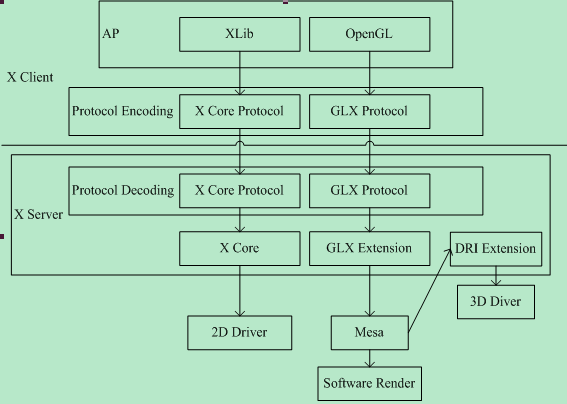 AP
XLib
OpenGL
X Client
Protocol Encoding
X Core Protocol
GLX Protocol
Protocol Decoding
X Core Protocol
GLX Protocol
X Server
X Core
GLX Extension
DRI Extension
3D Diver
2D Driver
Mesa
Software Render